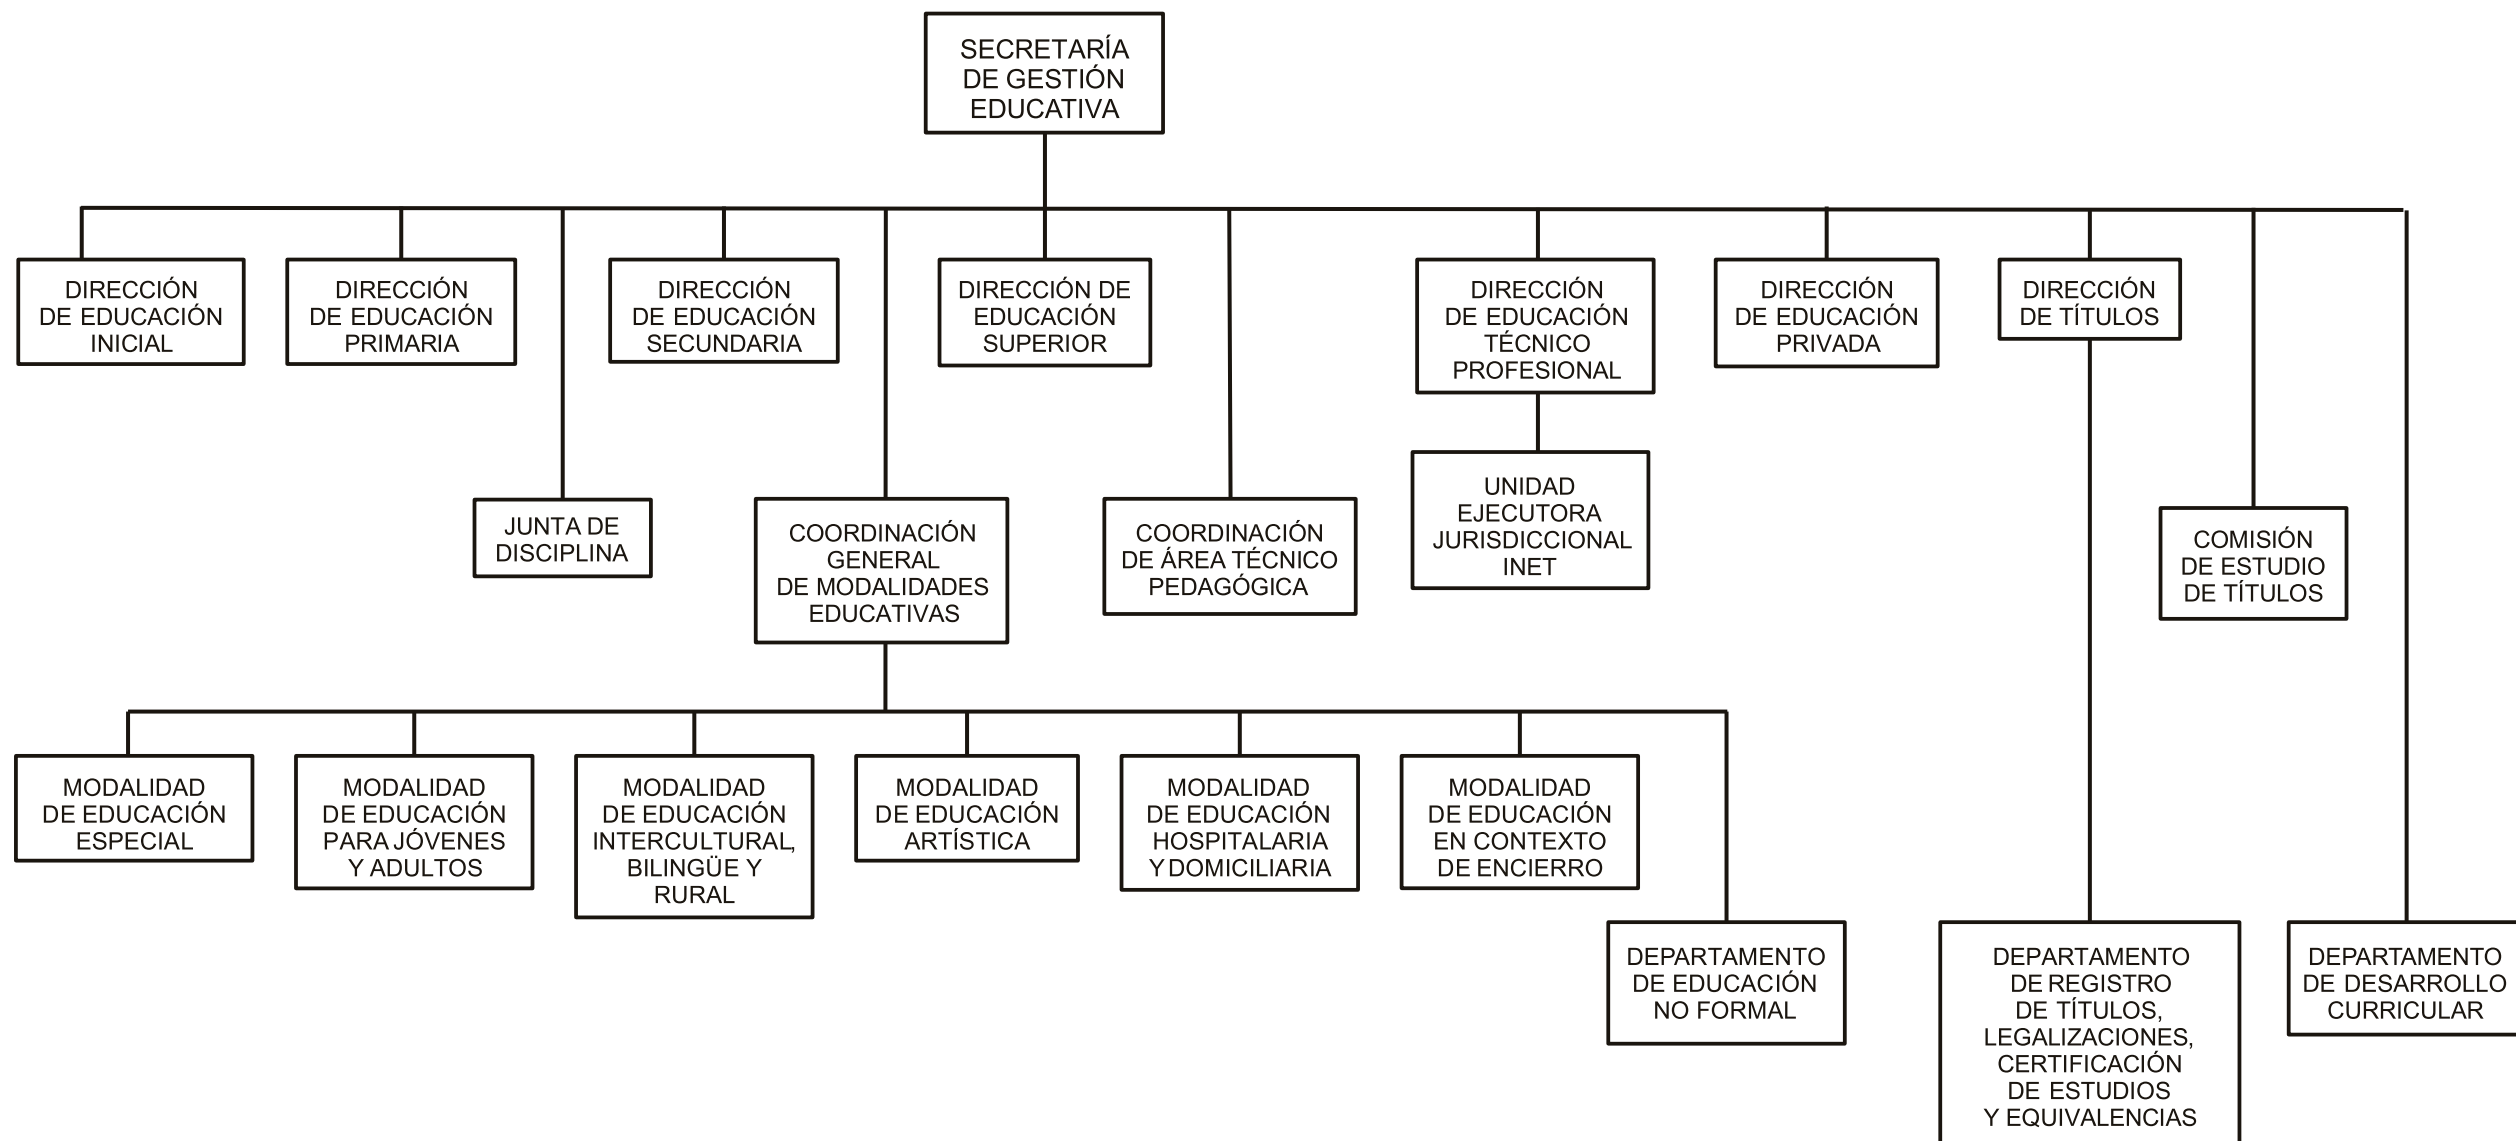 SECRETARÍA
DE GESTIÓN
EDUCATIVA
DIRECCIÓN
DE EDUCACIÓN
INICIAL
DIRECCIÓN
DE EDUCACIÓN
PRIMARIA
DIRECCIÓN
DE EDUCACIÓN
SECUNDARIA
DIRECCIÓN DE
EDUCACIÓN
SUPERIOR
DIRECCIÓN
DE EDUCACIÓN
TÉCNICO
PROFESIONAL
DIRECCIÓN
DE EDUCACIÓN
PRIVADA
DIRECCIÓN
DE TÍTULOS
JUNTA DE
DISCIPLINA
COORDINACIÓN
GENERAL
DE MODALIDADES
EDUCATIVAS
COORDINACIÓN
DE ÁREA TÉCNICO
PEDAGÓGICA
UNIDAD
EJECUTORA
JURISDICCIONAL
INET
COMISIÓN
DE ESTUDIO
DE TÍTULOS
MODALIDAD
DE EDUCACIÓN
ESPECIAL
MODALIDAD
DE EDUCACIÓN
PARA JÓVENES
Y ADULTOS
MODALIDAD
DE EDUCACIÓN
INTERCULTURAL,
BILINGÜE Y
RURAL
MODALIDAD
DE EDUCACIÓN
ARTÍSTICA
MODALIDAD
DE EDUCACIÓN
HOSPITALARIA
Y DOMICILIARIA
MODALIDAD
DE EDUCACIÓN
EN CONTEXTO
DE ENCIERRO
DEPARTAMENTO
DE EDUCACIÓN
NO FORMAL
DEPARTAMENTO
DE REGISTRO
DE TÍTULOS,
LEGALIZACIONES,
CERTIFICACIÓN
DE ESTUDIOS
Y EQUIVALENCIAS
DEPARTAMENTO
DE DESARROLLO
CURRICULAR